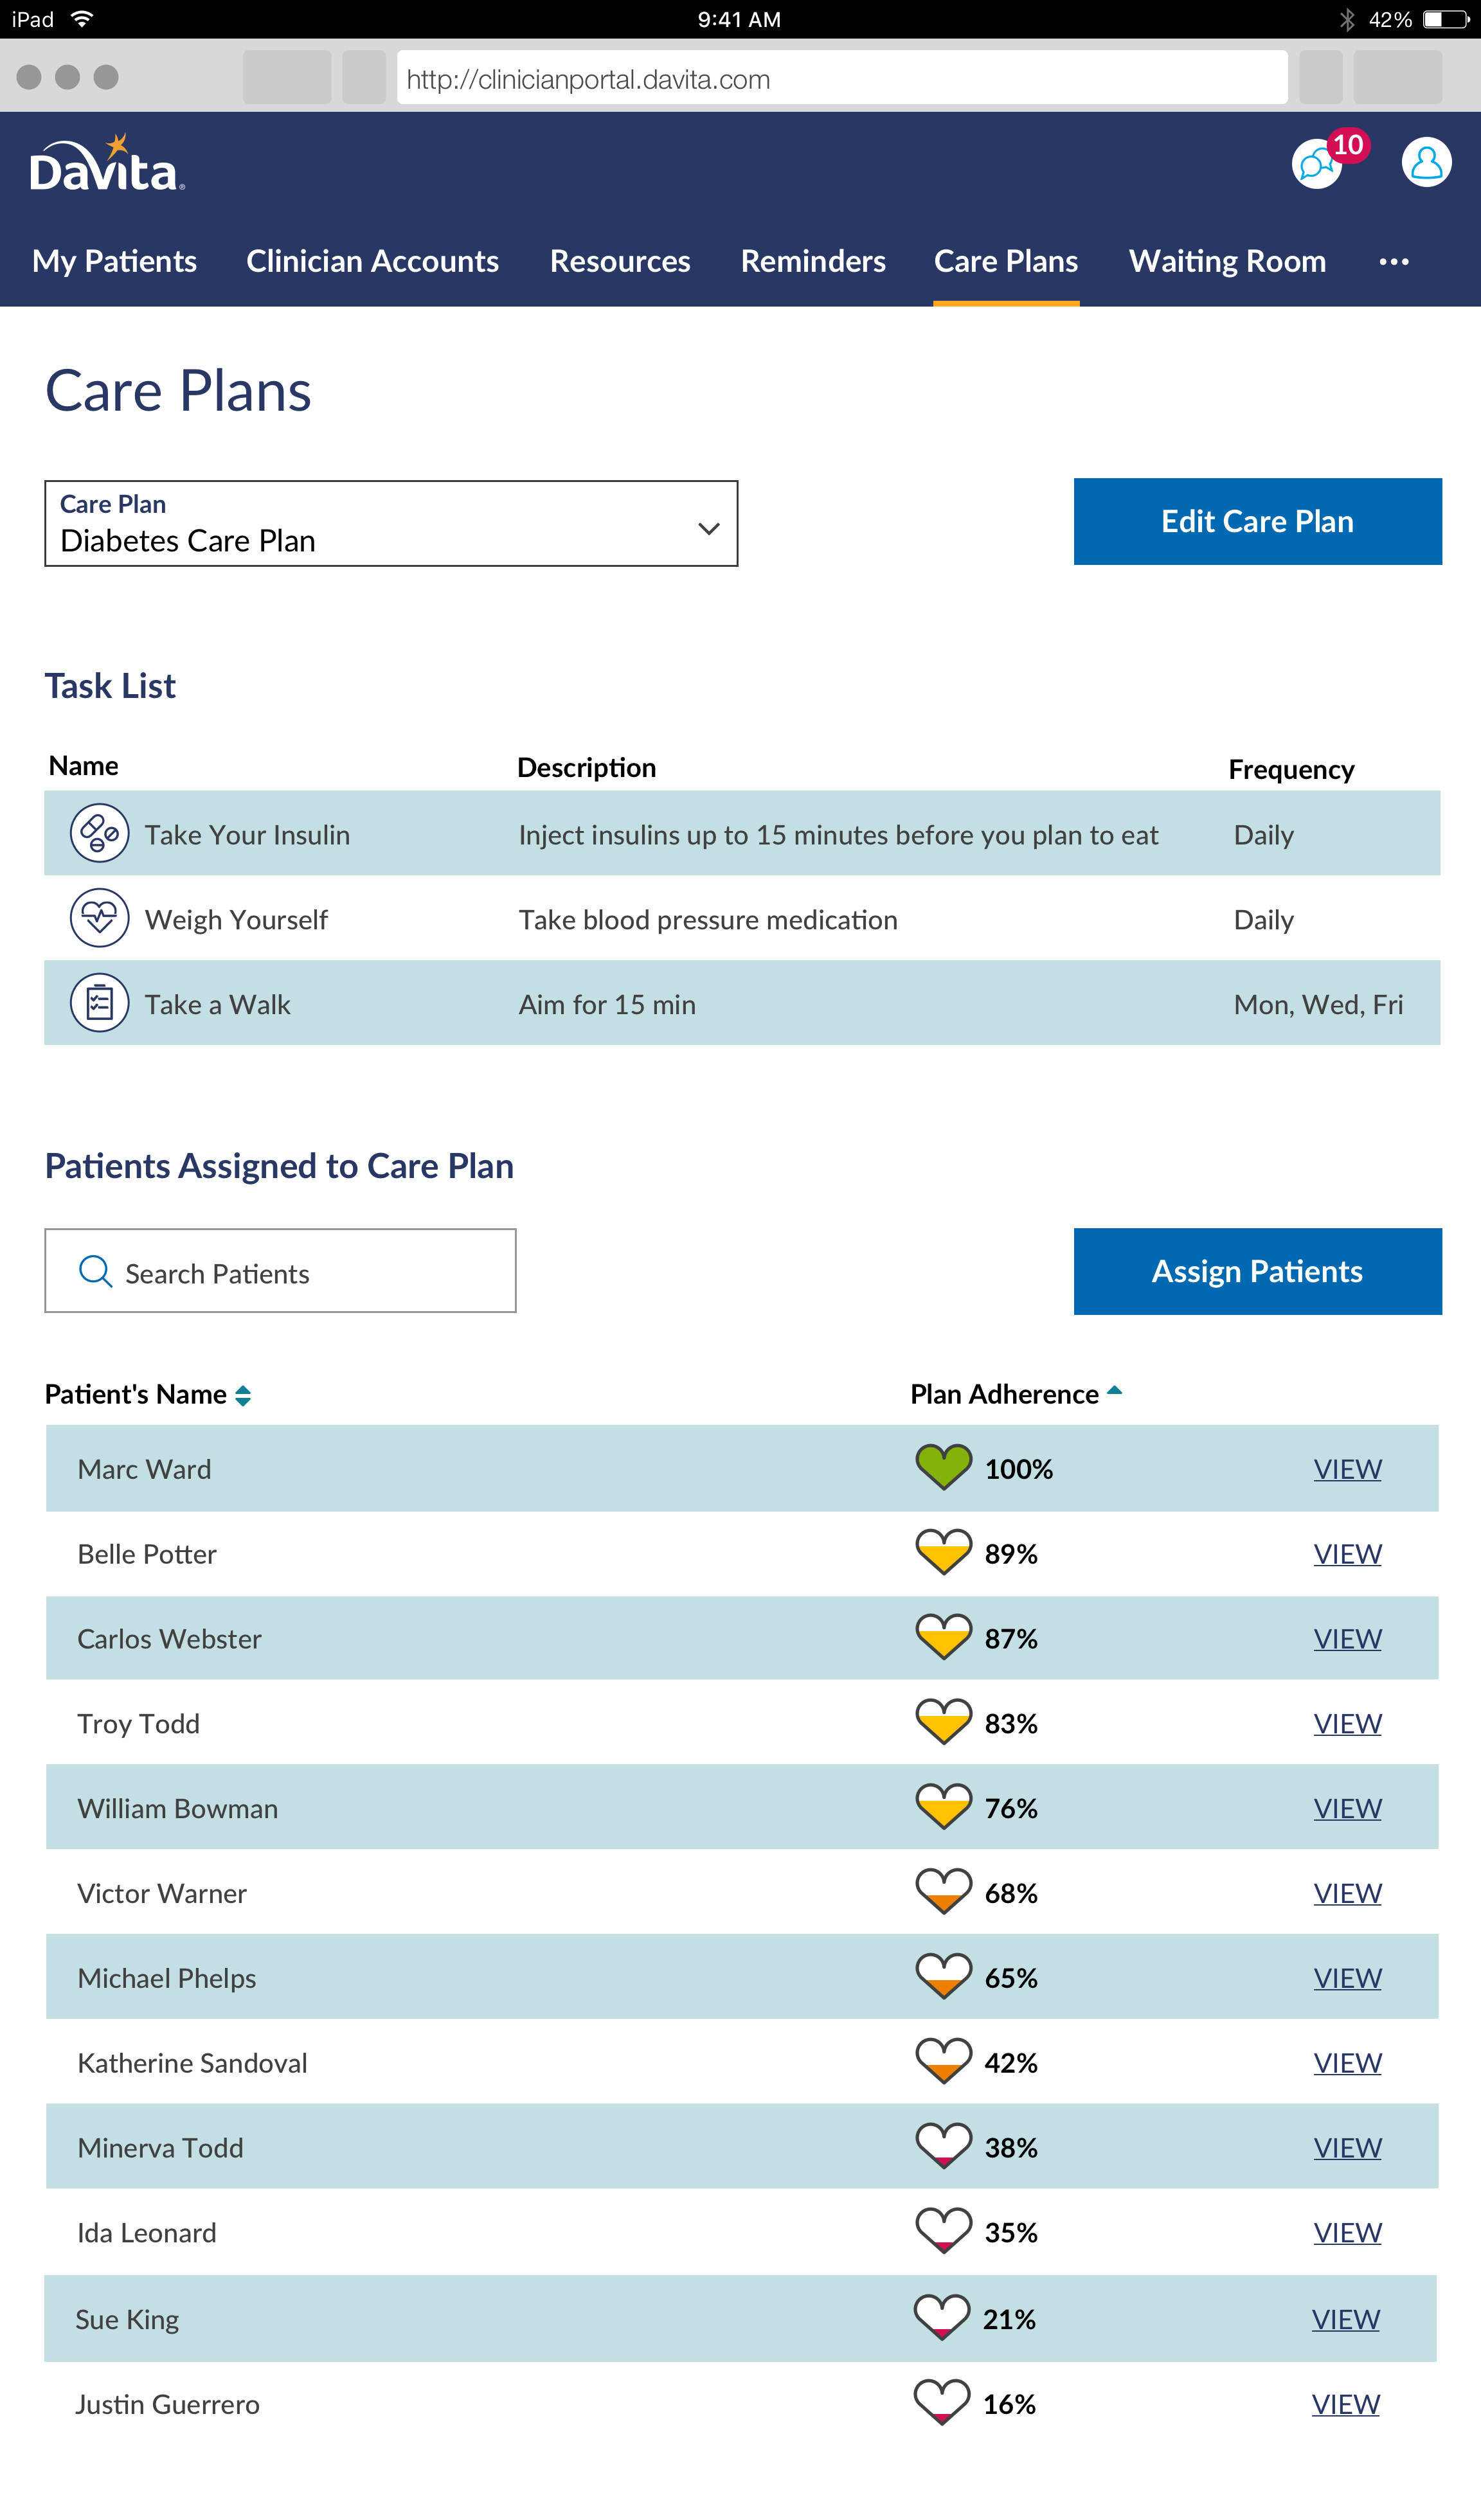 iPad 9:41 AM 42%
http://clinicianportal.davita.com
DaVita® 10
My Patients Clinician Accounts Resources Reminders Care Plans Waiting Room ...
Care Plans
Care Plan
Diabetes Care Plan
Edit Care Plan
Task List
Name Description Frequency
Take Your Insulin Inject insulins up to 15 minutes before you plan to eat Daily
Weigh Yourself Take blood pressure medication Daily
Take a Walk Aim for 15 min Mon, Wed, Fri
Patients Assigned to Care Plan
Search Patients Assign Patients
Patient's Name Plan Adherence
Marc Ward 100% VIEW
Belle Potter 89% VIEW
Carlos Webster 87% VIEW
Troy Todd 83% VIEW
William Bowman 76% VIEW
Victor Warner 68% VIEW
Michael Phelps 65% VIEW
Katherine Sandoval 42% VIEW
Minerva Todd 38% VIEW
Ida Leonard 35% VIEW
Sue King 21% VIEW
Justin Guerrero 16% VIEW